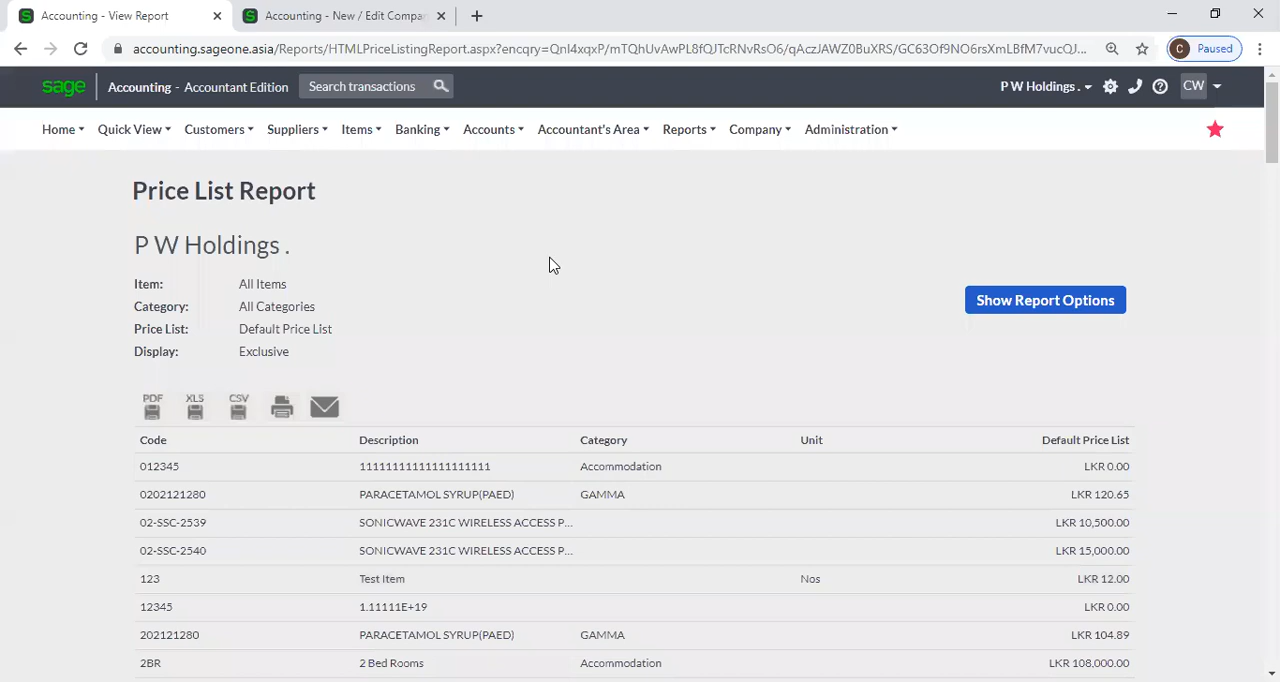 Accounting - View Report
Accounting - New / Edit Compa
accounting.sageone.asia/Reports/HTMLPriceListingReport.aspx?encqry=QnI4xqxP/mTQhUvAwPL8fQJTcRNvRsO6/qAczJAWZ0BuXRS/GC63Of9NO6rsXmLBfM7vucQJ...
C Paused
sage Accounting - Accountant Edition Search transactions P W Holdings . CW
Home Quick View Customers Suppliers Items Banking Accounts Accountant's Area Reports Company Administration
Price List Report
P W Holdings .
Item: All Items
Category: All Categories
Price List: Default Price List
Display: Exclusive
Show Report Options
PDF XLS CSV
Code Description Category Unit Default Price List
012345 11111111111111111111 Accommodation LKR 0.00
0202121280 PARACETAMOL SYRUP(PAED) GAMMA LKR 120.65
02-SSC-2539 SONICWAVE 231C WIRELESS ACCESS P... LKR 10,500.00
02-SSC-2540 SONICWAVE 231C WIRELESS ACCESS P... LKR 15,000.00
123 Test Item Nos LKR 12.00
12345 1.11111E+19 LKR 0.00
202121280 PARACETAMOL SYRUP(PAED) GAMMA LKR 104.89
2BR 2 Bed Rooms Accommodation LKR 108,000.00